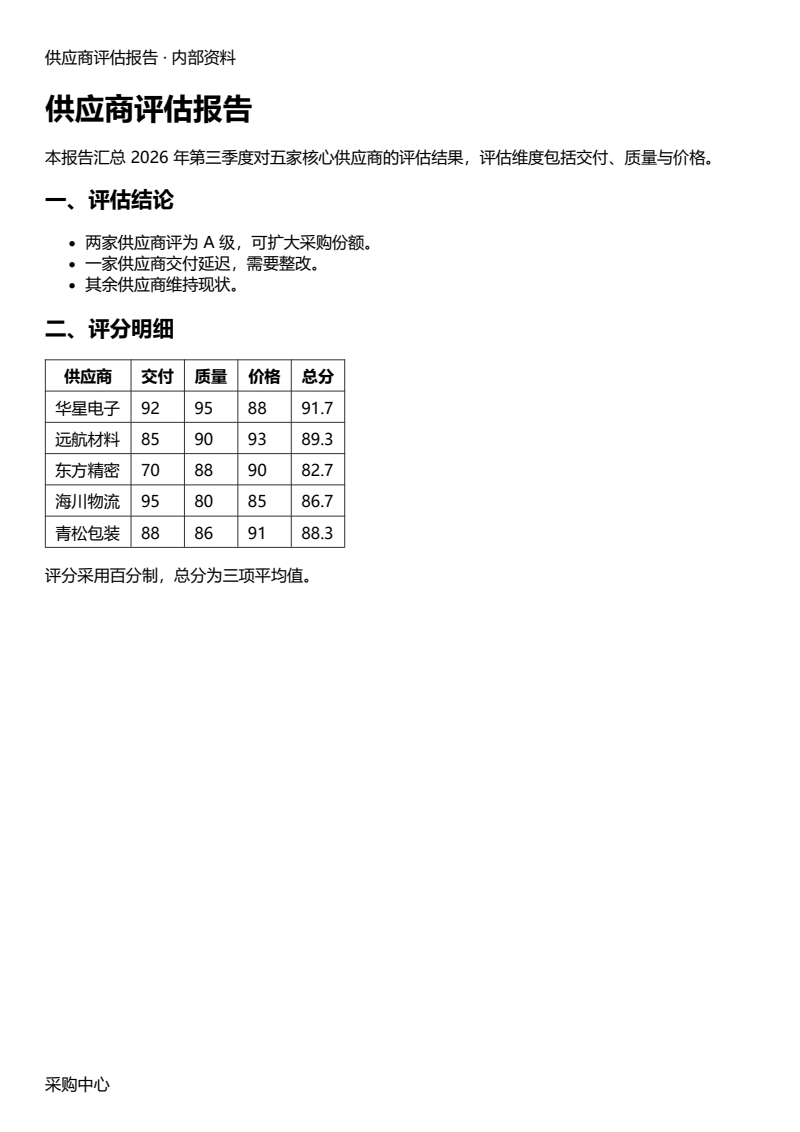 供应商评估报告 · 内部资料
供应商评估报告
本报告汇总 2026 年第三季度对五家核心供应商的评估结果，评估维度包括交付、质量与价格。
一、评估结论
• 两家供应商评为 A 级，可扩大采购份额。
• 一家供应商交付延迟，需要整改。
• 其余供应商维持现状。
二、评分明细
供应商 交付 质量 价格 总分
华星电子 92 95 88 91.7
远航材料 85 90 93 89.3
东方精密 70 88 90 82.7
海川物流 95 80 85 86.7
青松包装 88 86 91 88.3
评分采用百分制，总分为三项平均值。
采购中心